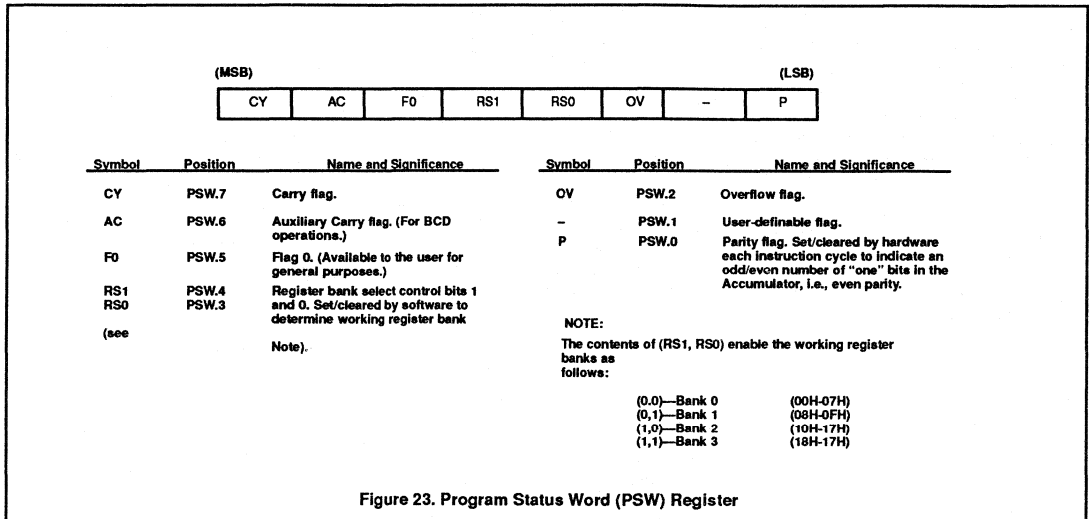 (MSB) (LSB)
CY AC F0 RS1 RS0 OV – P
Symbol Position Name and Significance
CY PSW.7 Carry flag.
AC PSW.6 Auxiliary Carry flag. (For BCD
operations.)
F0 PSW.5 Flag 0. (Available to the user for
general purposes.)
RS1 PSW.4 Register bank select control bits 1
RS0 PSW.3 and 0. Set/cleared by software to
determine working register bank
(see
Note).
Symbol Position Name and Significance
OV PSW.2 Overflow flag.
– PSW.1 User-definable flag.
P PSW.0 Parity flag. Set/cleared by hardware
each instruction cycle to indicate an
odd/even number of "one" bits in the
Accumulator, i.e., even parity.
NOTE:
The contents of (RS1, RS0) enable the working register
banks as
follows:
(0.0)—Bank 0 (00H-07H)
(0,1)—Bank 1 (08H-0FH)
(1,0)—Bank 2 (10H-17H)
(1,1)—Bank 3 (18H-17H)
Figure 23. Program Status Word (PSW) Register